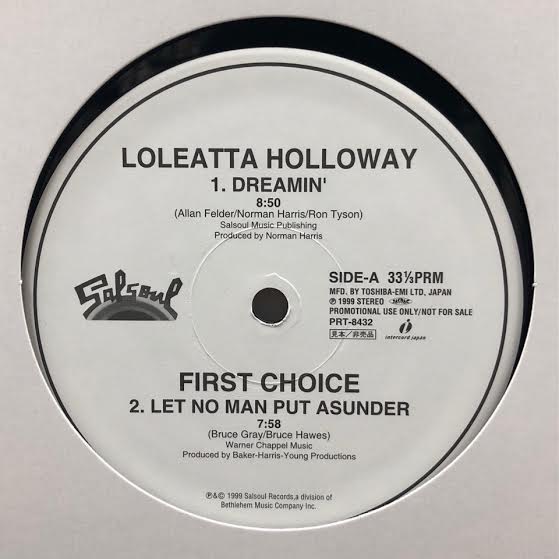 LOLEATTA HOLLOWAY
1. DREAMIN'
8:50
(Allan Felder/Norman Harris/Ron Tyson)
Salsoul Music Publishing
Produced by Norman Harris
Salsoul
SIDE-A 33⅓PRM
MFD. BY TOSHIBA-EMI LTD, JAPAN
℗ 1999 STEREO
PROMOTIONAL USE ONLY/NOT FOR SALE
PRT-8432
見本/非売品
intercord japan
FIRST CHOICE
2. LET NO MAN PUT ASUNDER
7:58
(Bruce Gray/Bruce Hawes)
Warner Chappel Music
Produced by Baker-Harris-Young Productions
℗&© 1999 Salsoul Records,a division of
Bethlehem Music Company Inc.